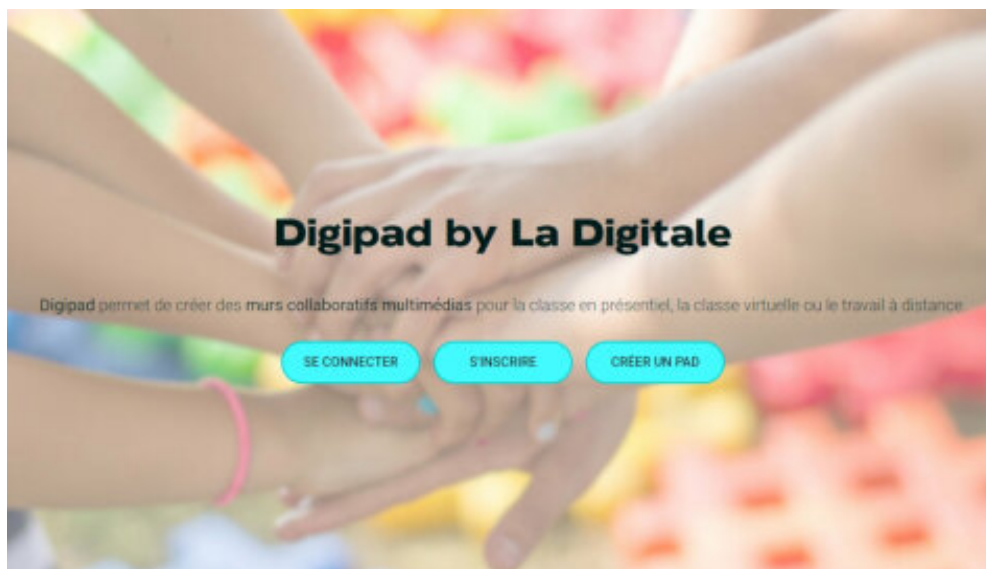 Digipad by La Digitale
Digipad permet de créer des murs collaboratifs multimédias pour la classe en présentiel, la classe virtuelle ou le travail à distance.
SE CONNECTER
S'INSCRIRE
CRÉER UN PAD